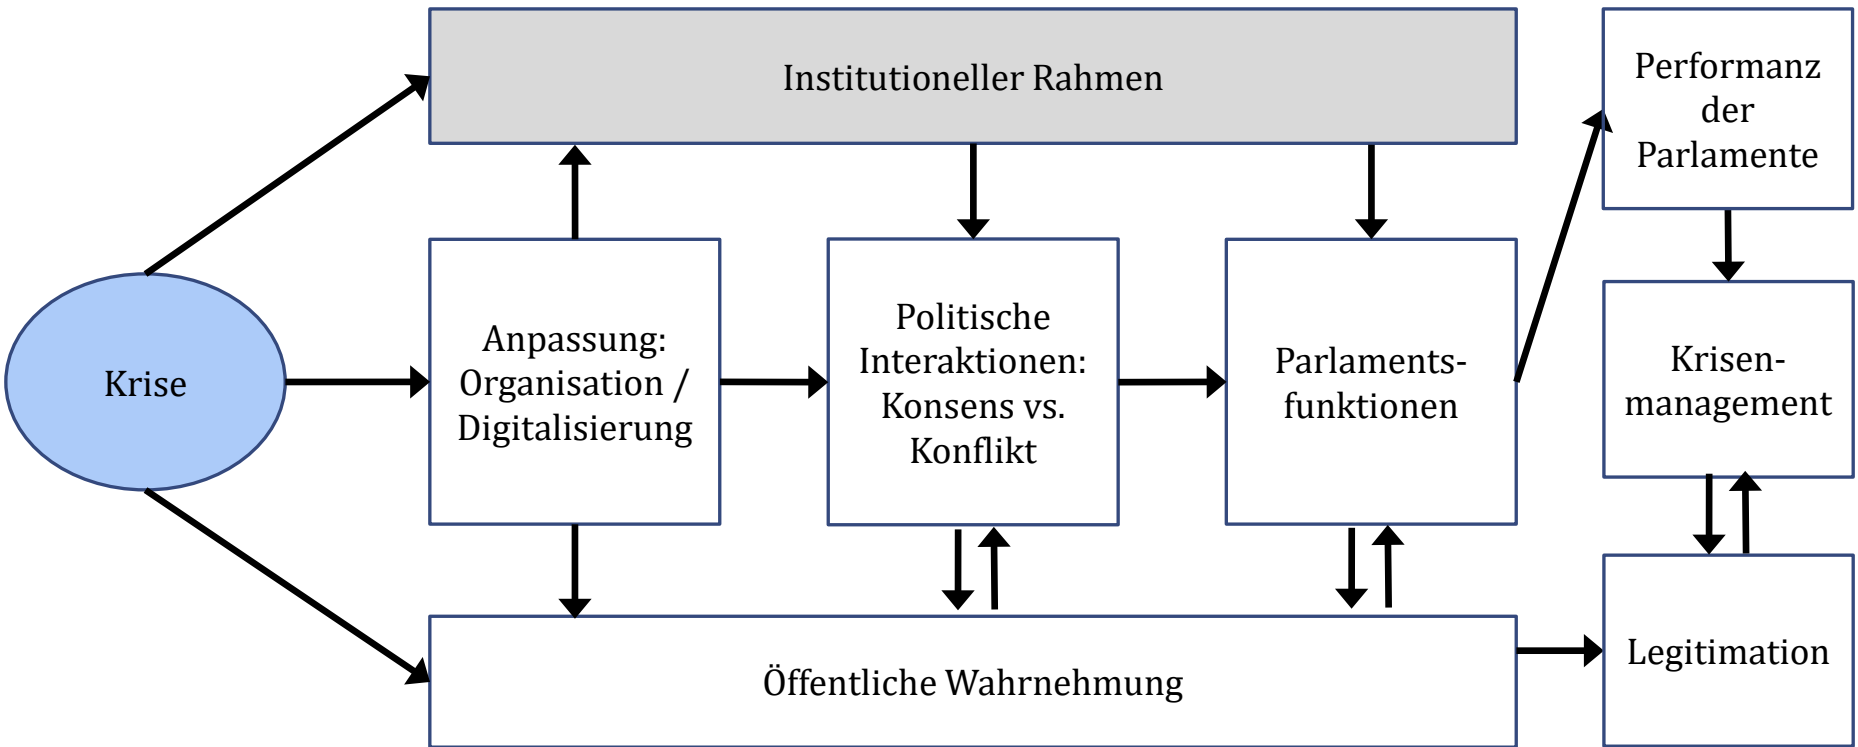 Institutioneller Rahmen
Performanz
der
Parlamente
Krise
Anpassung:
Organisation /
Digitalisierung
Politische
Interaktionen:
Konsens vs.
Konflikt
Parlaments-
funktionen
Krisen-
management
Öffentliche Wahrnehmung
Legitimation